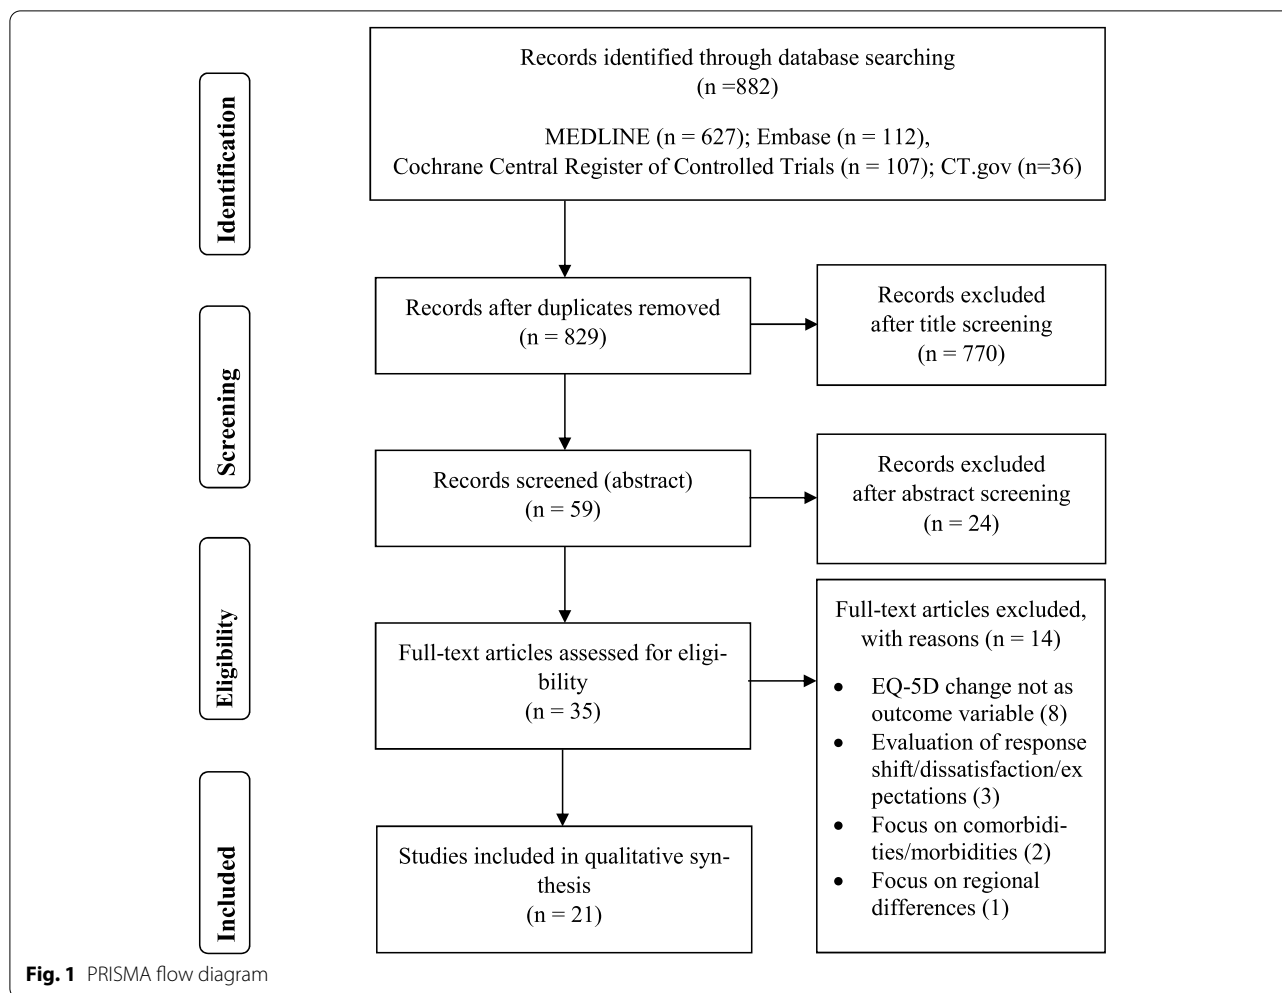 Identification
Records identified through database searching
(n =882)
MEDLINE (n = 627); Embase (n = 112),
Cochrane Central Register of Controlled Trials (n = 107); CT.gov (n=36)
Screening
Records after duplicates removed
(n = 829)
Records excluded
after title screening
(n = 770)
Records screened (abstract)
(n = 59)
Records excluded
after abstract screening
(n = 24)
Eligibility
Full-text articles assessed for eligi-
bility
(n = 35)
Full-text articles excluded,
with reasons (n = 14)
• EQ-5D change not as
outcome variable (8)
• Evaluation of response
shift/dissatisfaction/ex
pectations (3)
• Focus on comorbidi-
ties/morbidities (2)
• Focus on regional
differences (1)
Included
Studies included in qualitative syn-
thesis
(n = 21)
Fig. 1 PRISMA flow diagram